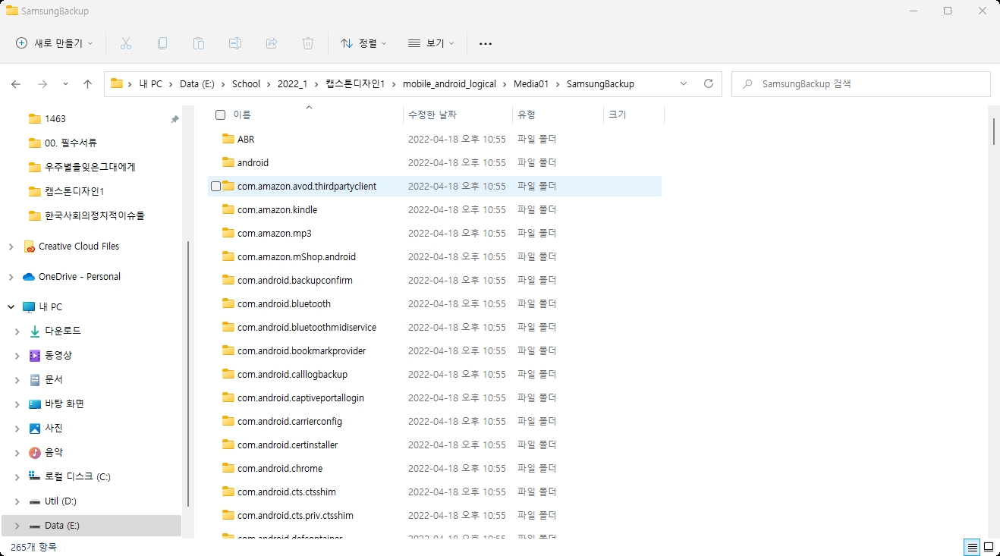 SamsungBackup
새로 만들기 정렬 보기
내 PC Data (E:) School 2022_1 캡스톤디자인1 mobile_android_logical Media01 SamsungBackup SamsungBackup 검색
1463
00. 필수서류
우주별을잊은그대에게
캡스톤디자인1
한국사회의정치적이슈들
Creative Cloud Files
OneDrive - Personal
내 PC
다운로드
동영상
문서
바탕 화면
사진
음악
로컬 디스크 (C:)
Util (D:)
Data (E:)
이름 수정한 날짜 유형 크기
ABR 2022-04-18 오후 10:55 파일 폴더
android 2022-04-18 오후 10:55 파일 폴더
com.amazon.avod.thirdpartyclient 2022-04-18 오후 10:55 파일 폴더
com.amazon.kindle 2022-04-18 오후 10:55 파일 폴더
com.amazon.mp3 2022-04-18 오후 10:55 파일 폴더
com.amazon.mShop.android 2022-04-18 오후 10:55 파일 폴더
com.android.backupconfirm 2022-04-18 오후 10:55 파일 폴더
com.android.bluetooth 2022-04-18 오후 10:55 파일 폴더
com.android.bluetoothmidiservice 2022-04-18 오후 10:55 파일 폴더
com.android.bookmarkprovider 2022-04-18 오후 10:55 파일 폴더
com.android.calllogbackup 2022-04-18 오후 10:55 파일 폴더
com.android.captiveportallogin 2022-04-18 오후 10:55 파일 폴더
com.android.carrierconfig 2022-04-18 오후 10:55 파일 폴더
com.android.certinstaller 2022-04-18 오후 10:55 파일 폴더
com.android.chrome 2022-04-18 오후 10:55 파일 폴더
com.android.cts.ctsshim 2022-04-18 오후 10:55 파일 폴더
com.android.cts.priv.ctsshim 2022-04-18 오후 10:55 파일 폴더
com.android.defcontainer 2022-04-18 오후 10:55 파일 폴더
265개 항목